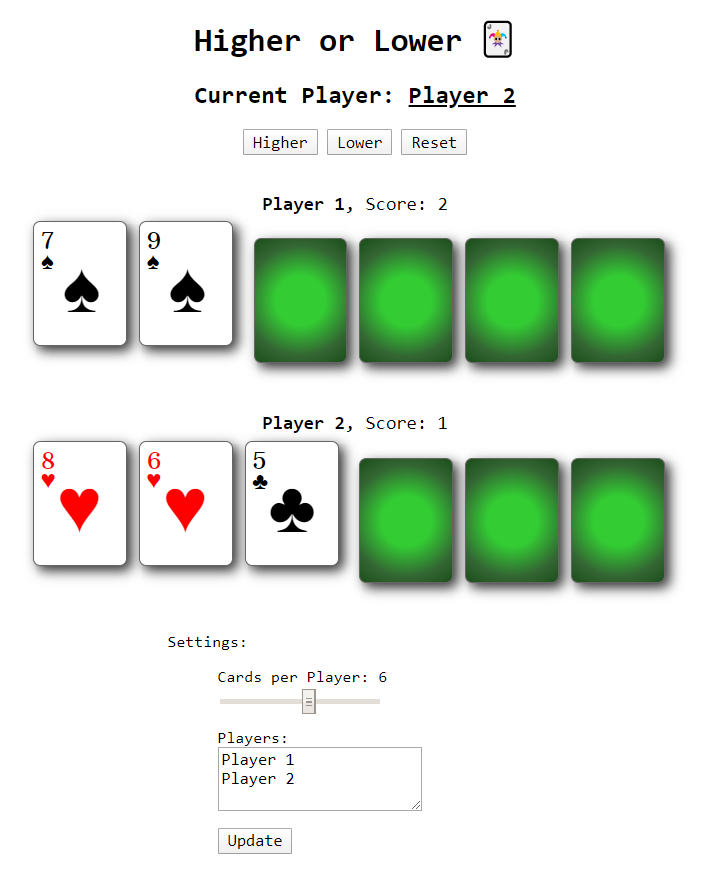 Higher or Lower 🃏
Current Player: Player 2
Higher Lower Reset
Player 1, Score: 2
7 9
♠ ♠
♠ ♠
Player 2, Score: 1
8 6 5
♥ ♥ ♣
♥ ♥ ♣
Settings:
Cards per Player: 6
Players:
Player 1
Player 2
Update